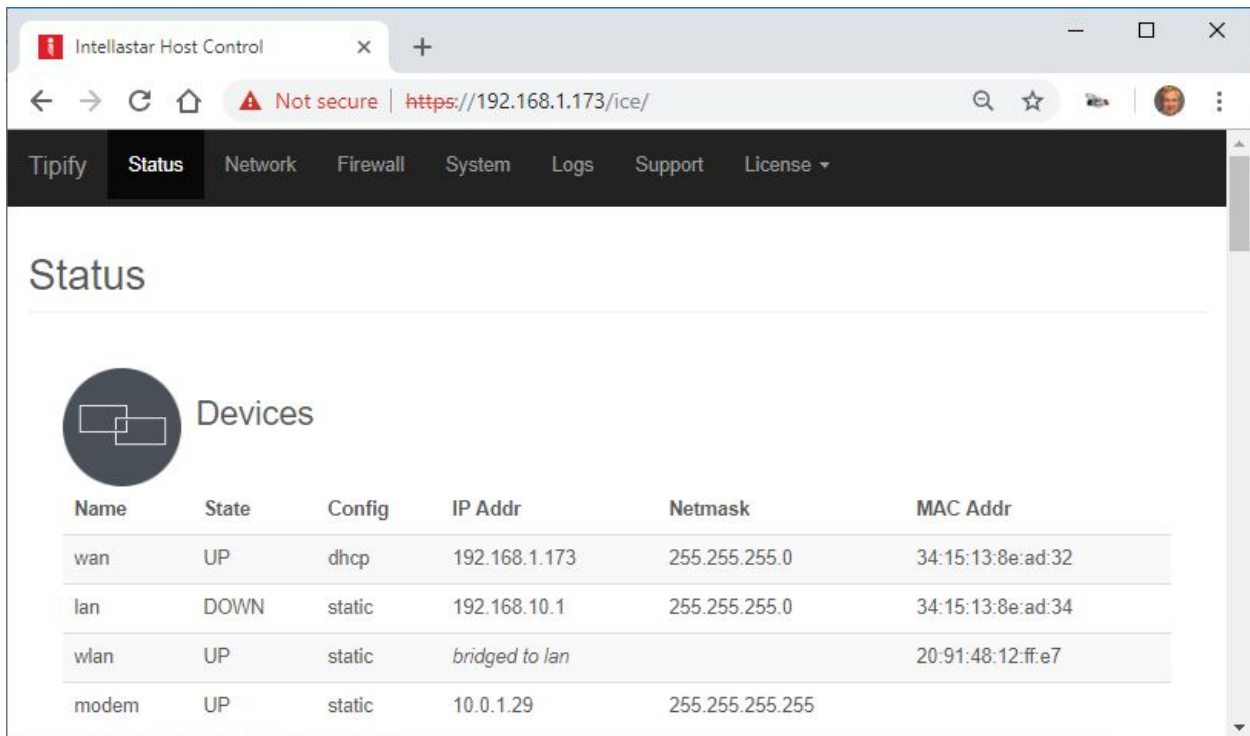 Intellastar Host Control
Not secure | https://192.168.1.173/ice/
Tipify Status Network Firewall System Logs Support License
Status
Devices
Name State Config IP Addr Netmask MAC Addr
wan UP dhcp 192.168.1.173 255.255.255.0 34:15:13:8e:ad:32
lan DOWN static 192.168.10.1 255.255.255.0 34:15:13:8e:ad:34
wlan UP static bridged to lan 20:91:48:12:ff:e7
modem UP static 10.0.1.29 255.255.255.255